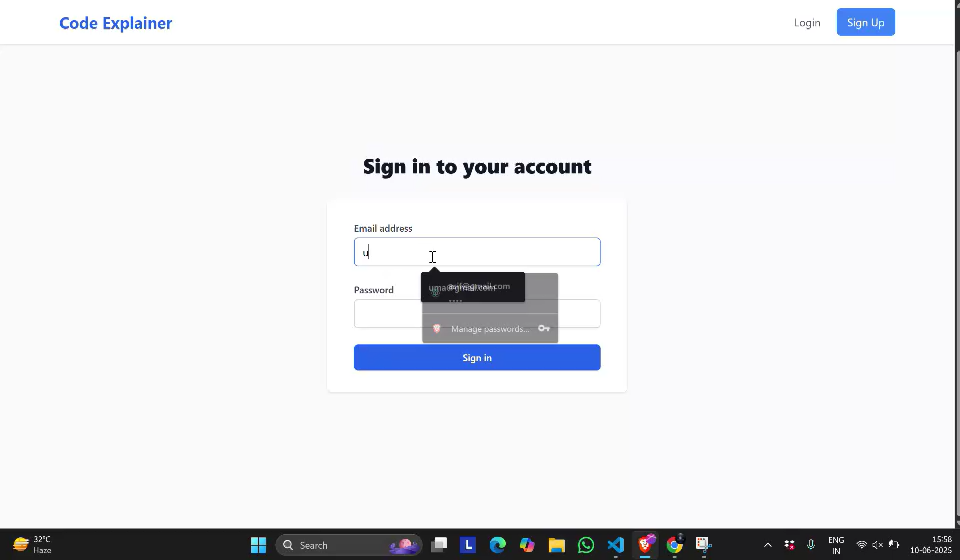 Code Explainer
Login
Sign Up
Sign in to your account
Email address
u
Password
Manage passwords...
Sign in
32°C
Haze
Search
ENG
IN
15:58
10-06-2025